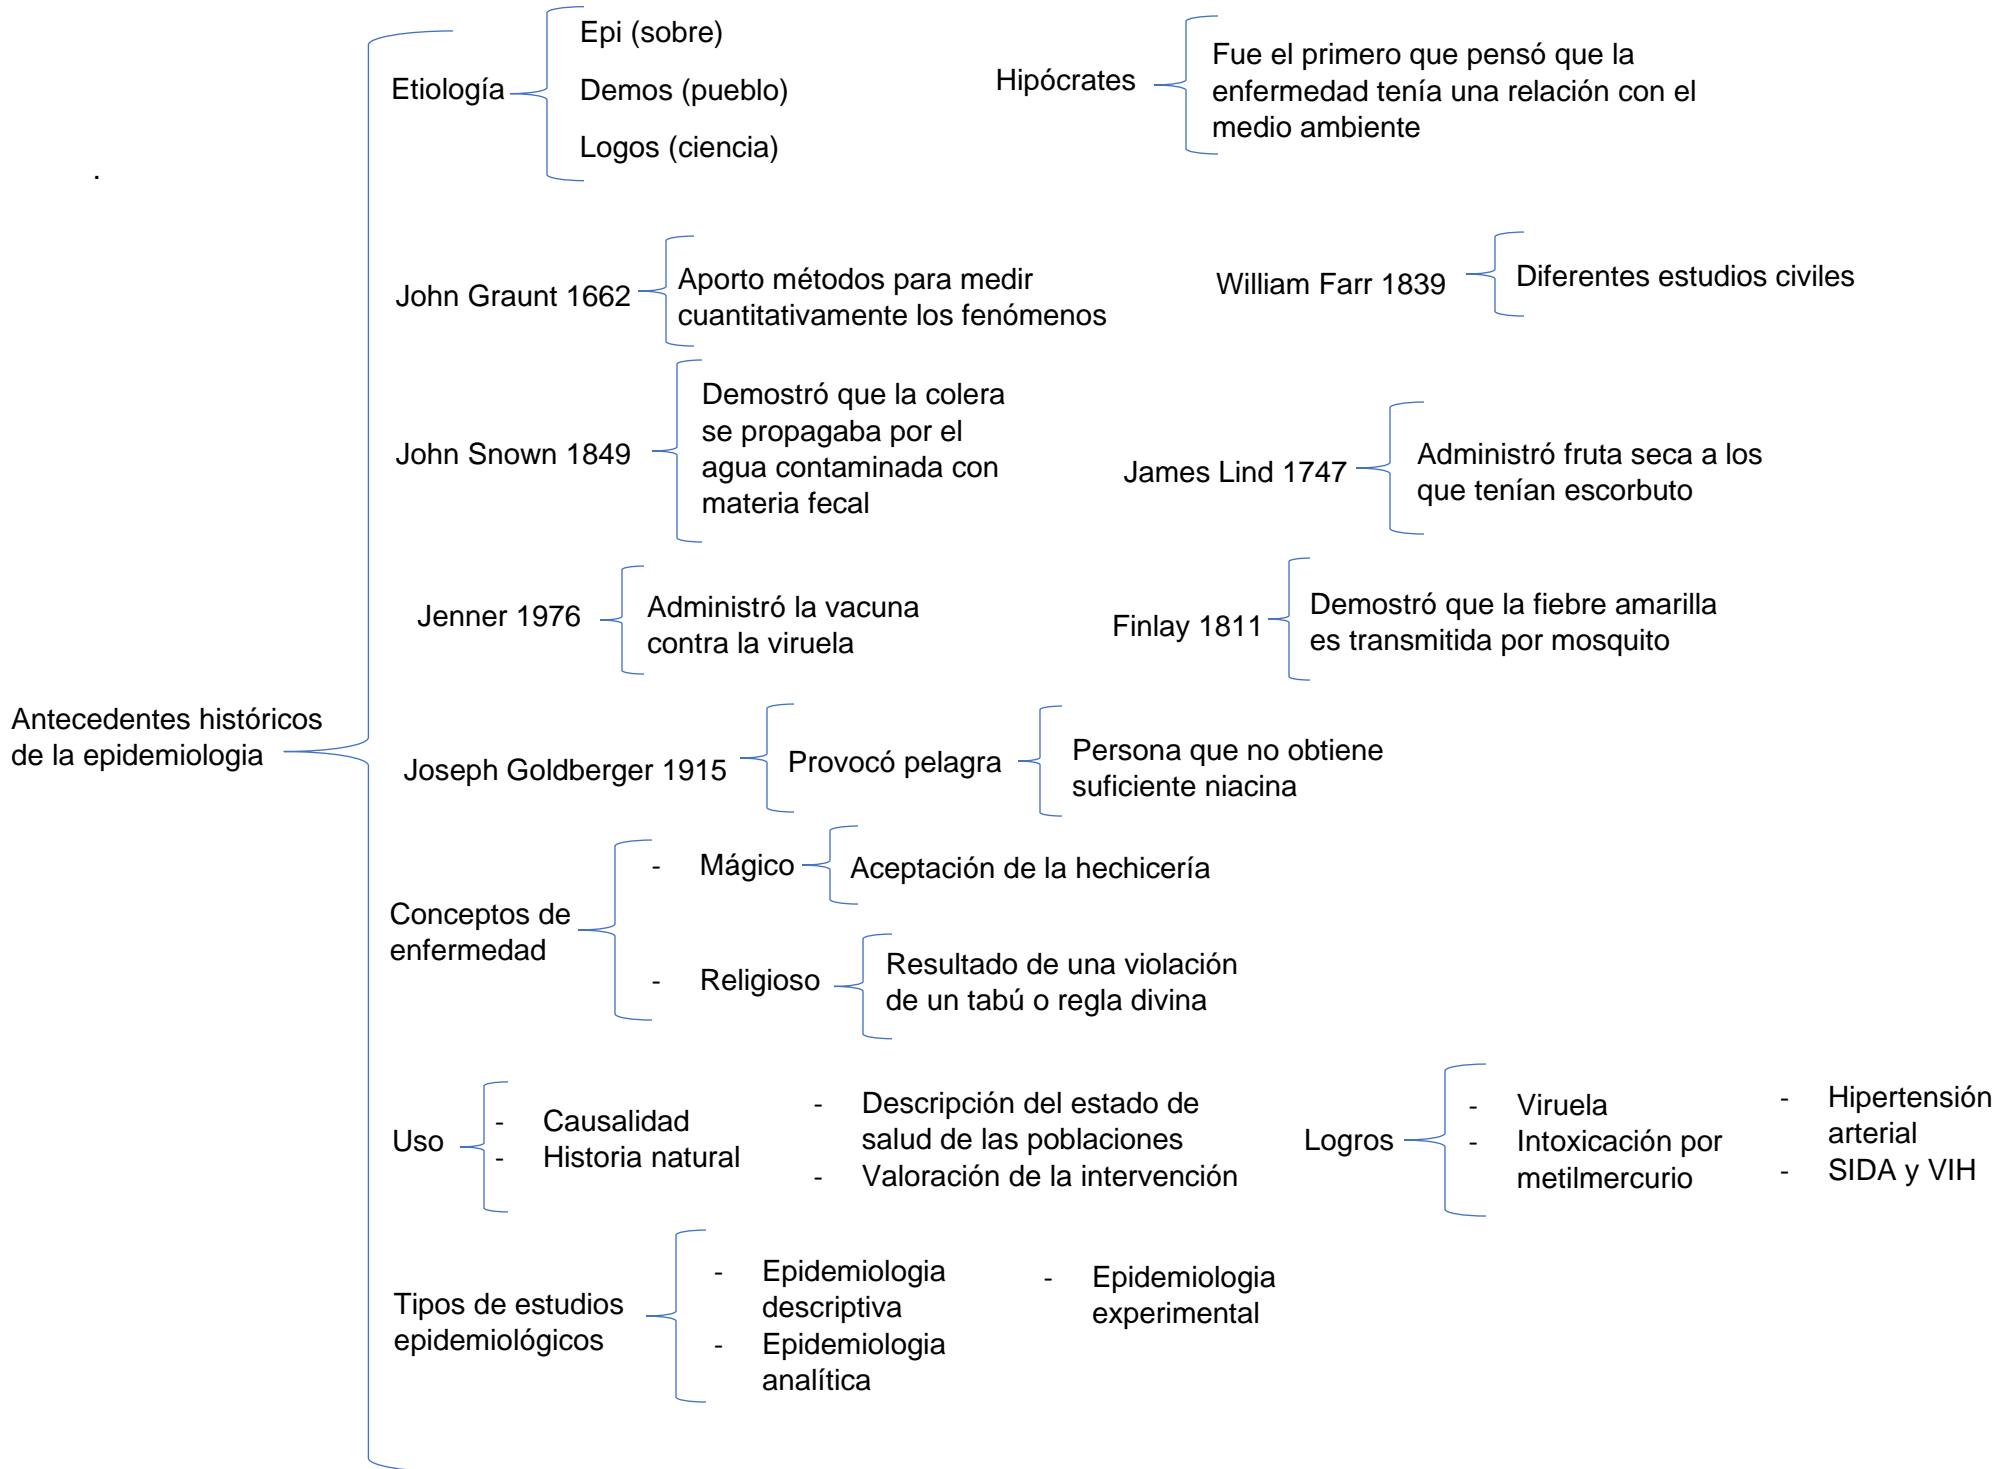 Epi (sobre)
Etiología
Demos (pueblo)
Logos (ciencia)
Hipócrates
Fue el primero que pensó que la
enfermedad tenía una relación con el
medio ambiente
.
John Graunt 1662
Aporto métodos para medir
cuantitativamente los fenómenos
William Farr 1839
Diferentes estudios civiles
John Snown 1849
Demostró que la colera
se propagaba por el
agua contaminada con
materia fecal
James Lind 1747
Administró fruta seca a los
que tenían escorbuto
Jenner 1976
Administró la vacuna
contra la viruela
Finlay 1811
Demostró que la fiebre amarilla
es transmitida por mosquito
Antecedentes históricos
de la epidemiologia
Joseph Goldberger 1915
Provocó pelagra
Persona que no obtiene
suficiente niacina
Conceptos de
enfermedad
- Mágico
Aceptación de la hechicería
- Religioso
Resultado de una violación
de un tabú o regla divina
Uso
- Causalidad
- Historia natural
- Descripción del estado de
salud de las poblaciones
- Valoración de la intervención
Logros
- Viruela
- Intoxicación por
metilmercurio
- Hipertensión
arterial
- SIDA y VIH
Tipos de estudios
epidemiológicos
- Epidemiologia
descriptiva
- Epidemiologia
analítica
- Epidemiologia
experimental